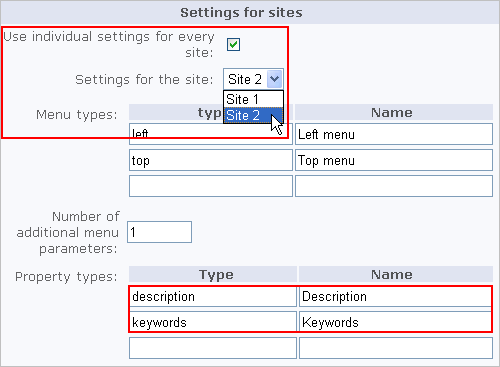 Settings for sites
Use individual settings for every
site:
Settings for the site: Site 2
Site 1
Site 2
Menu types: typ Name
left Left menu
top Top menu
Number of
additional menu
parameters: 1
Property types: Type Name
description Description
keywords Keywords